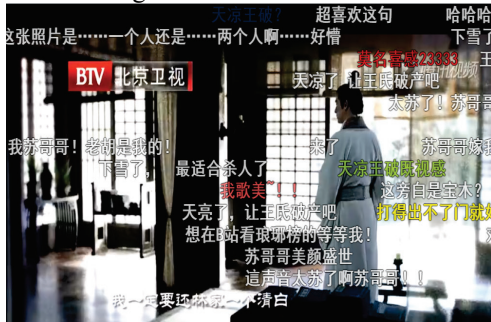 天凉王破？ 超喜欢这句 哈哈哈
这张照片是……一个人还是……两个人啊……好懵 下雪了
莫名喜感23333 王
BTV 北京卫视 天凉了，让王氏破产吧 视频
太苏了！苏哥哥
我苏哥哥！老胡是我的！ 来了 苏哥哥嫁我
下雪了， 最适合杀人了 天凉王破既视感
我歌美~！！ 这旁白是宝木？
天亮了，让王氏破产吧 打得出不了门就好
想在B站看琅琊榜的等等我！
苏哥哥美颜盛世
這声音太苏了啊苏哥哥！！
我一定要还林家一个清白